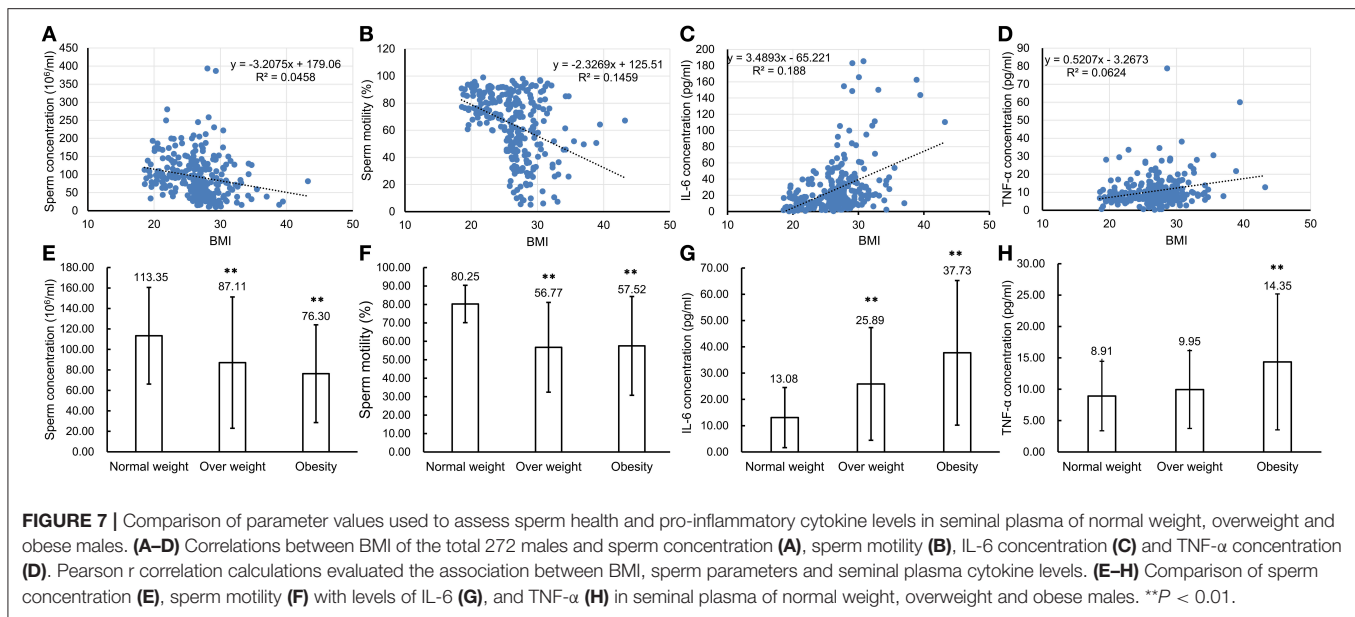 A
450
400
350
300
250
200
150
100
50
0
10 20 30 40 50
Sperm concentration (10⁶/ml)
BMI
y = -3.2075x + 179.06
R² = 0.0458
B
120
100
80
60
40
20
0
10 20 30 40 50
Sperm motility (%)
BMI
y = -2.3269x + 125.51
R² = 0.1459
C
200
180
160
140
120
100
80
60
40
20
0
10 20 30 40 50
IL-6 concentration (pg/ml)
BMI
y = 3.4893x - 65.221
R² = 0.188
D
90
80
70
60
50
40
30
20
10
0
10 20 30 40 50
TNF-α concentration (pg/ml)
BMI
y = 0.5207x - 3.2673
R² = 0.0624
E
180.00
160.00
140.00
120.00
100.00
80.00
60.00
40.00
20.00
0.00
Sperm concentration (10⁶/ml)
113.35
**
87.11
**
76.30
Normal weight Over weight Obesity
F
100.00
90.00
80.00
70.00
60.00
50.00
40.00
30.00
20.00
10.00
0.00
Sperm motility (%)
80.25
**
56.77
**
57.52
Normal weight Over weight Obesity
G
70.00
60.00
50.00
40.00
30.00
20.00
10.00
0.00
IL-6 concentration (pg/ml)
13.08
**
25.89
**
37.73
Normal weight Over weight Obesity
H
30.00
25.00
20.00
15.00
10.00
5.00
0.00
TNF-α concentration (pg/ml)
8.91
9.95
**
14.35
Normal weight Over weight Obesity
FIGURE 7 | Comparison of parameter values used to assess sperm health and pro-inflammatory cytokine levels in seminal plasma of normal weight, overweight and
obese males. (A–D) Correlations between BMI of the total 272 males and sperm concentration (A), sperm motility (B), IL-6 concentration (C) and TNF-α concentration
(D). Pearson r correlation calculations evaluated the association between BMI, sperm parameters and seminal plasma cytokine levels. (E–H) Comparison of sperm
concentration (E), sperm motility (F) with levels of IL-6 (G), and TNF-α (H) in seminal plasma of normal weight, overweight and obese males. **P < 0.01.